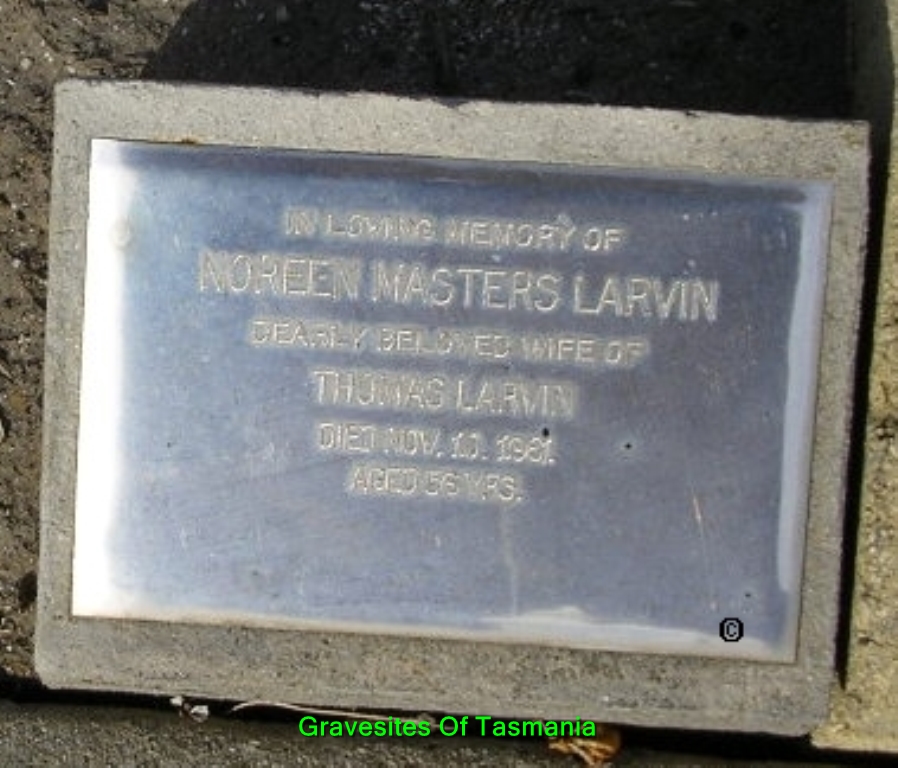 IN LOVING MEMORY OF
NOREEN MASTERS LARVIN
DEARLY BELOVED WIFE OF
THOMAS LARVIN
DIED NOV. 10. 1981.
AGED 56 YRS.
©
Gravesites Of Tasmania